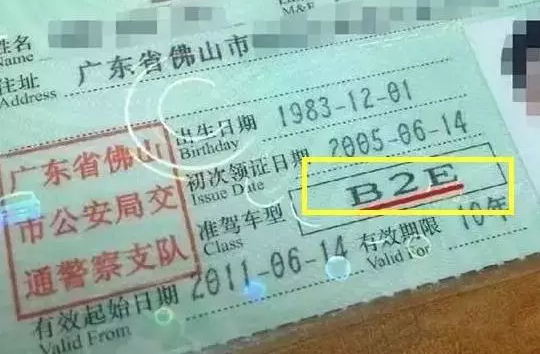 M&F
姓名
Name
住址 广东省佛山市
Address
出生日期 1983-12-01
Birthday
初次领证日期 2005-06-14
Issue Date
准驾车型 B2E
Class
广东省佛山
市公安局交
通警察支队
有效起始日期 2011-06-14 有效期限 10年
Valid From Valid For